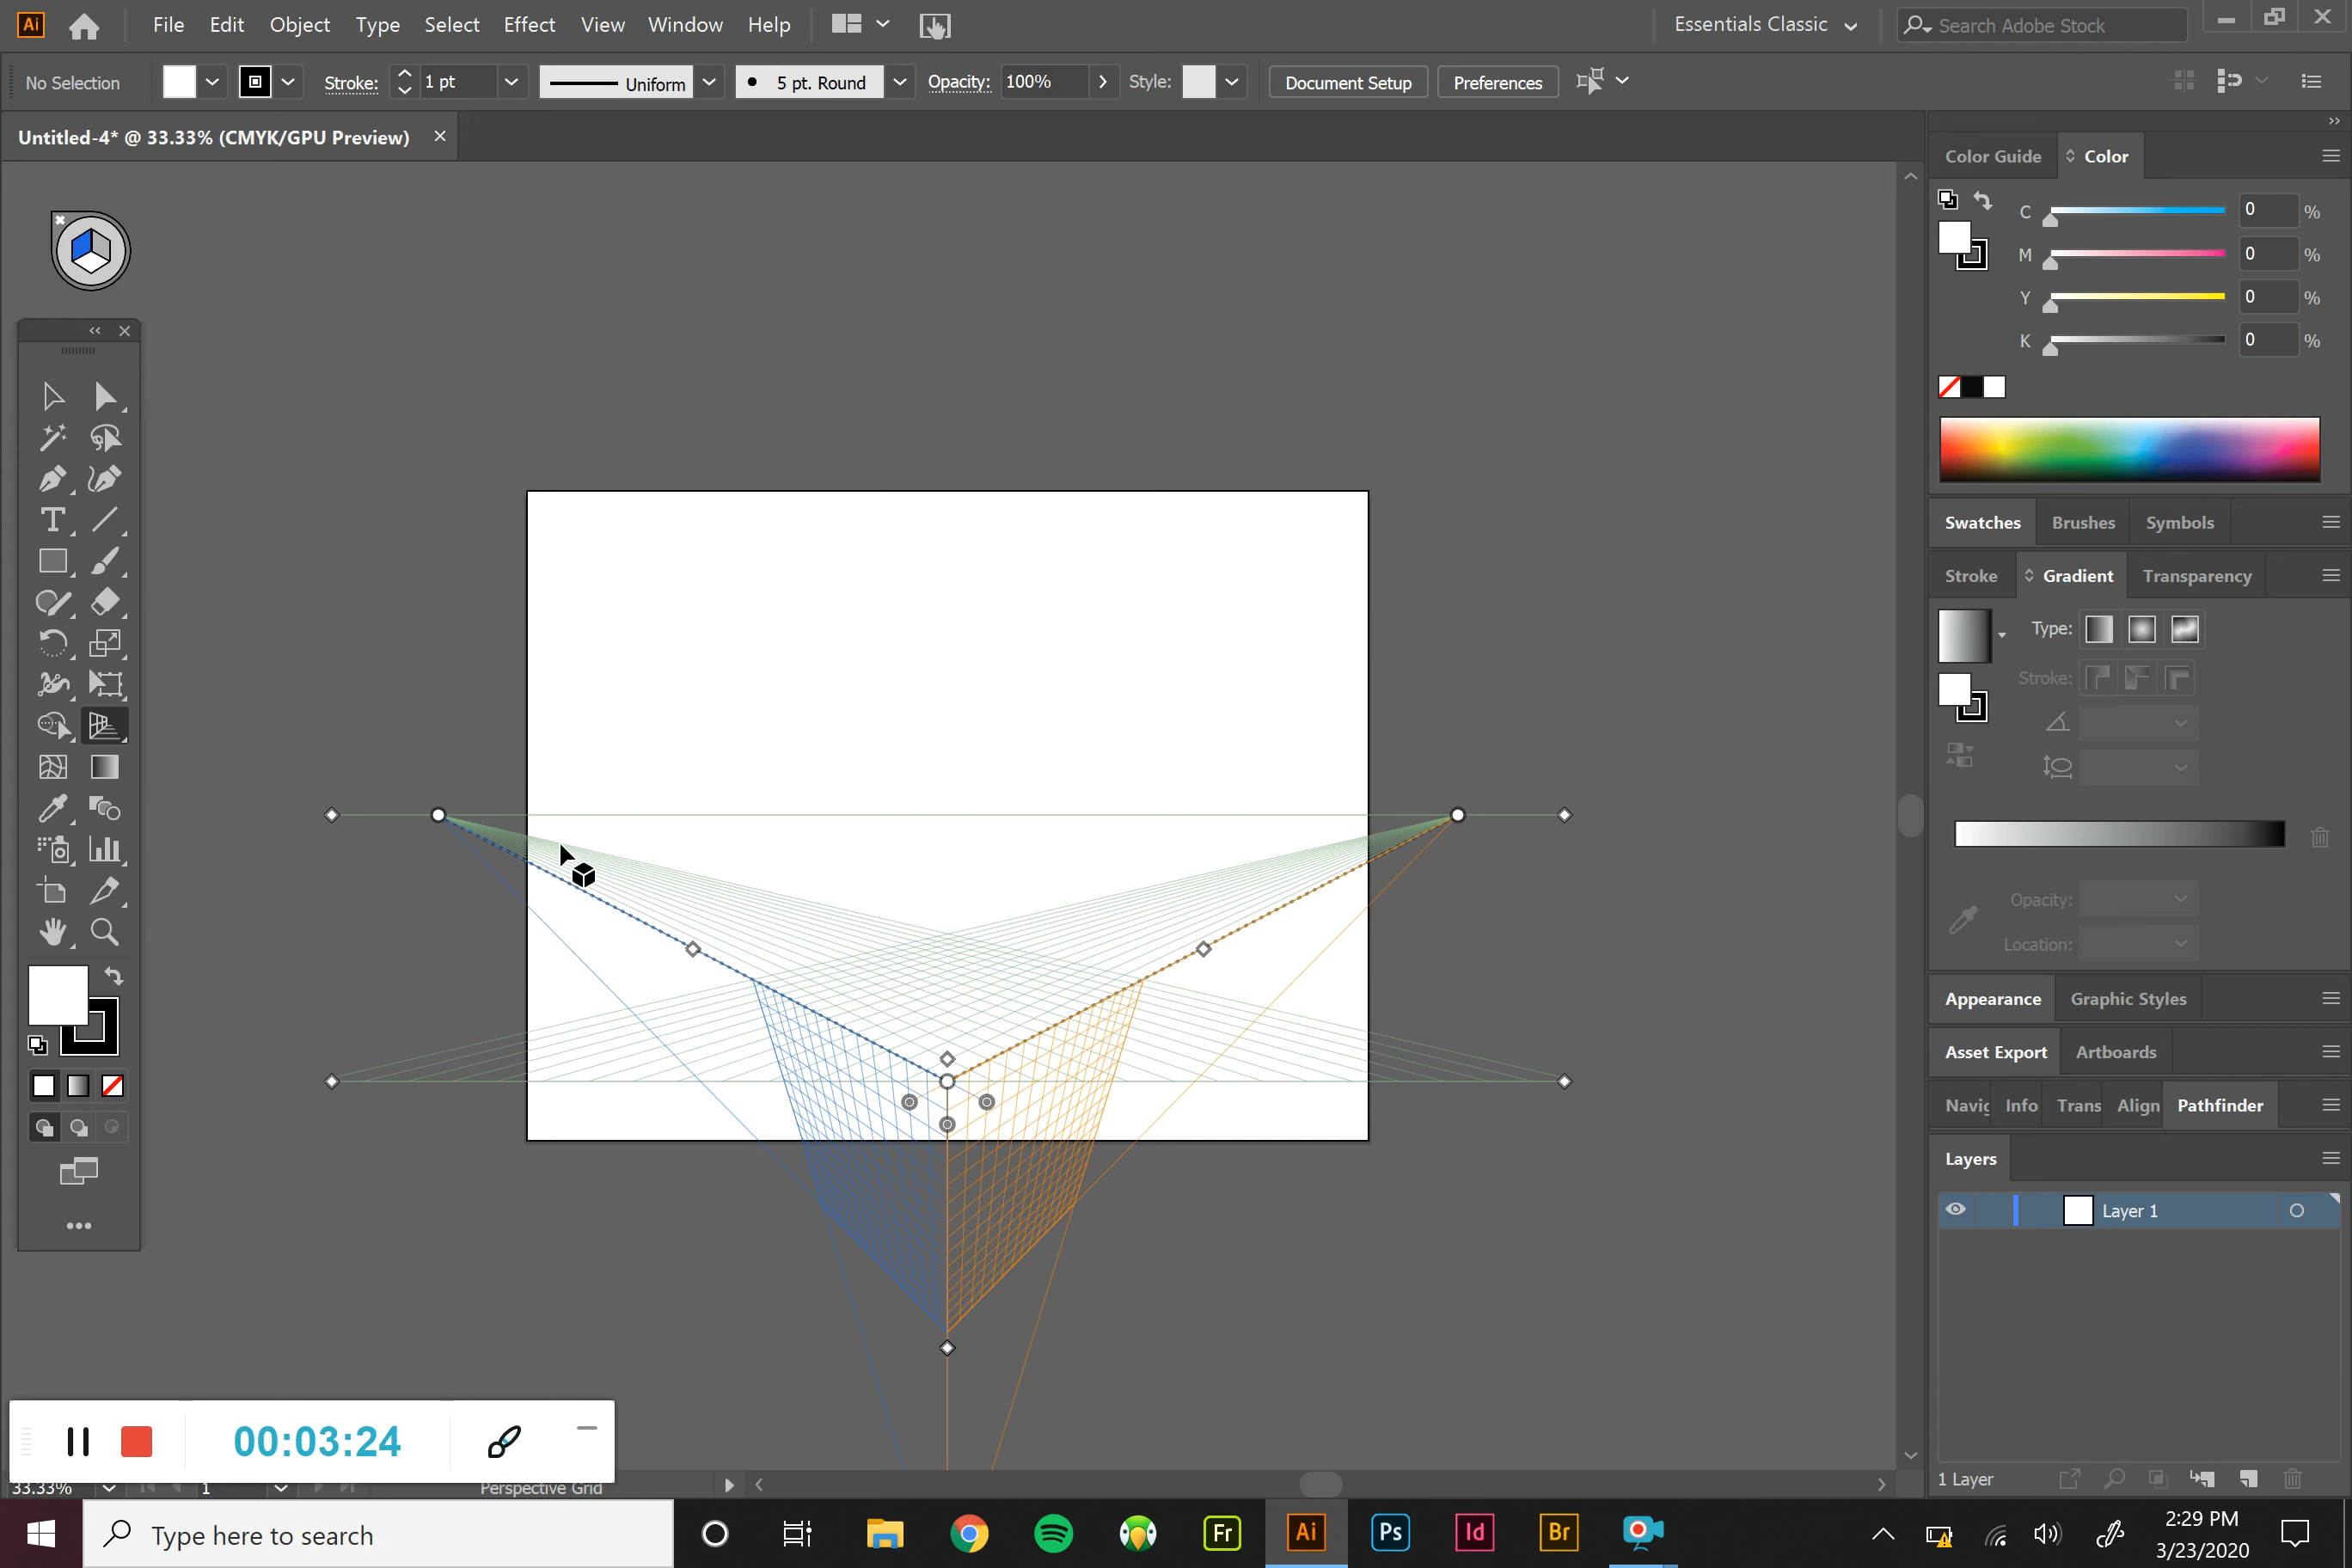 Ai File Edit Object Type Select Effect View Window Help Essentials Classic Search Adobe Stock
No Selection Stroke: 1 pt Uniform 5 pt. Round Opacity: 100% Style: Document Setup Preferences
Untitled-4* @ 33.33% (CMYK/GPU Preview)
Color Guide Color
C 0 %
M 0 %
Y 0 %
K 0 %
Swatches Brushes Symbols
Stroke Gradient Transparency
Type:
Stroke:
Opacity:
Location:
Appearance Graphic Styles
Asset Export Artboards
Navig Info Trans Align Pathfinder
Layers
Layer 1
1 Layer
00:03:24
33.33% 1 Perspective Grid
Type here to search Fr Ai Ps Id Br
2:29 PM
3/23/2020